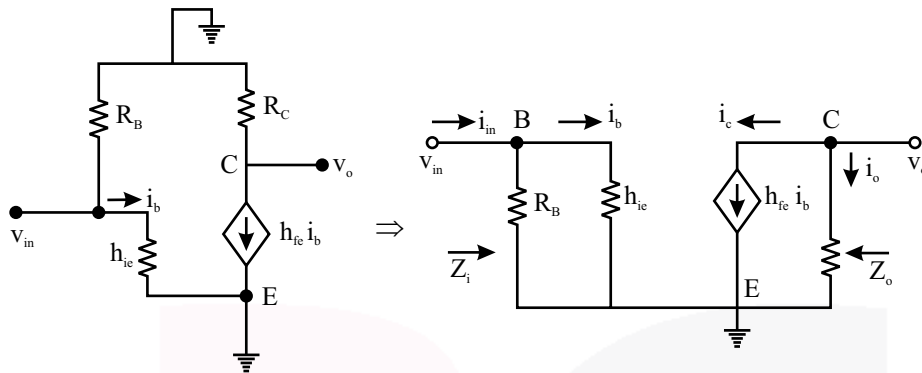 R_B
R_C
C
v_o
i_b
v_in
h_fe i_b
h_ie
E
⇒
i_in
B
i_b
i_c
C
v_in
v_o
i_o
R_B
h_ie
h_fe i_b
Z_i
Z_o
E